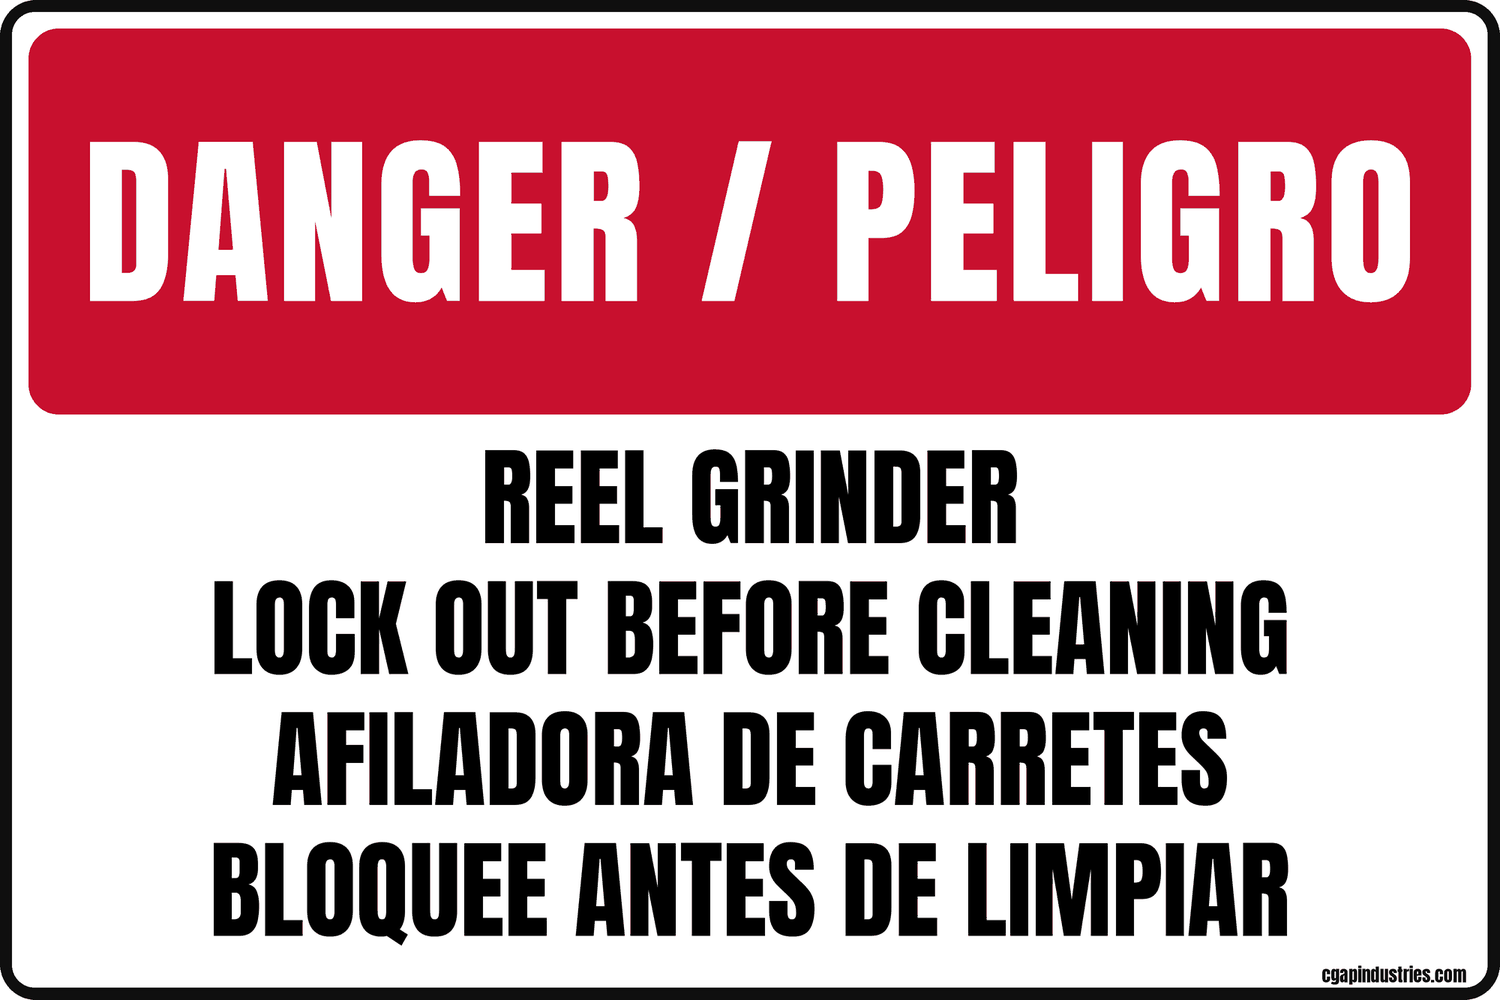 DANGER / PELIGRO
REEL GRINDER
LOCK OUT BEFORE CLEANING
AFILADORA DE CARRETES
BLOQUEE ANTES DE LIMPIAR
cgapindustries.com